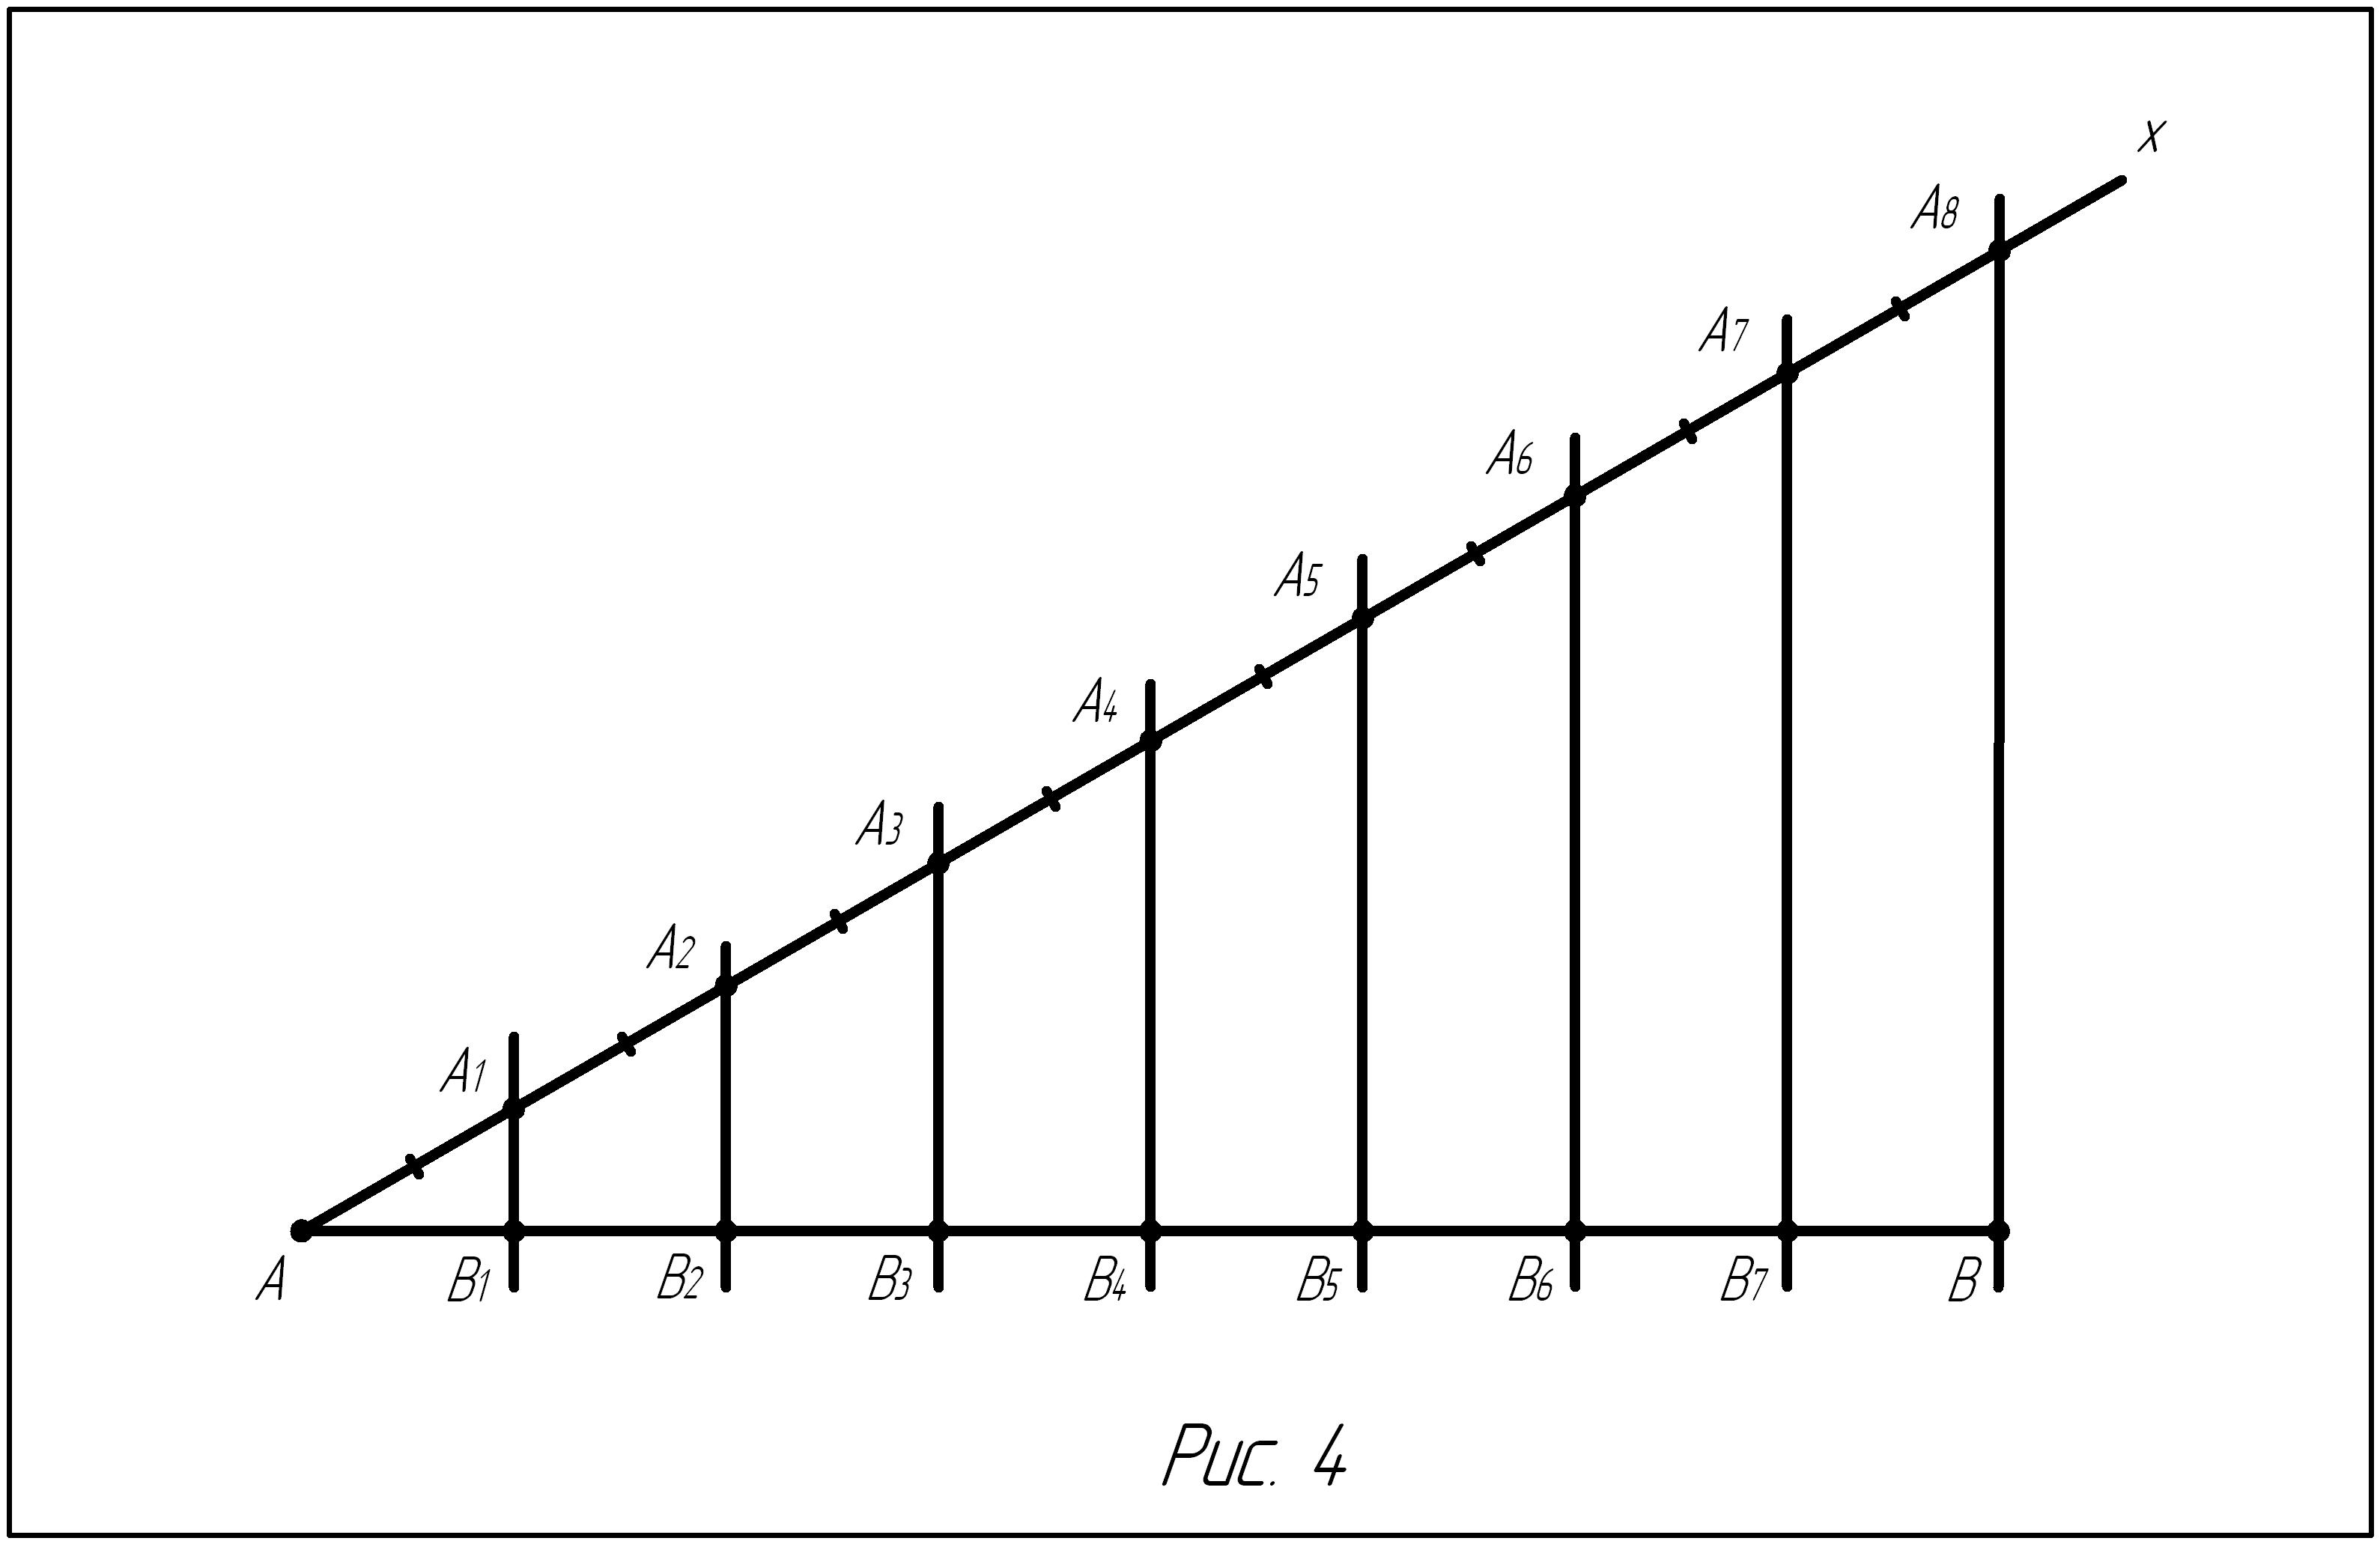 X
A8
A7
A6
A5
A4
A3
A2
A1
A B1 B2 B3 B4 B5 B6 B7 B
Рис. 4